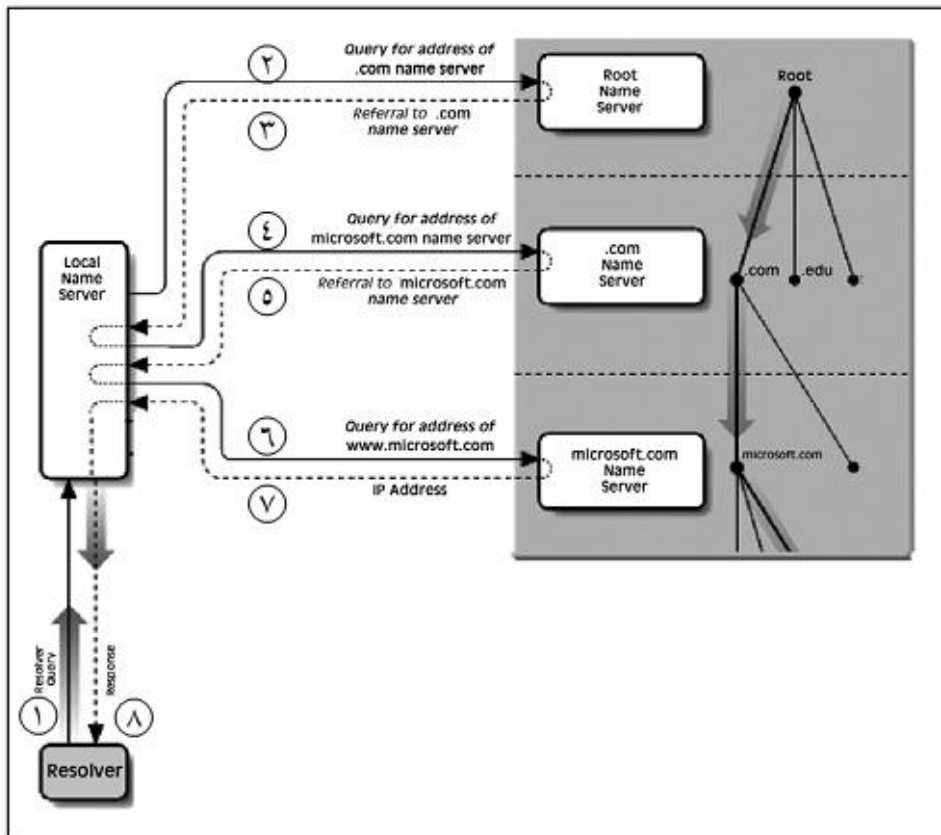 ٢
Query for address of
.com name server
Root
Name
Server
Root
٣
Referral to .com
name server
٤
Query for address of
microsoft.com name server
.com
Name
Server
.com
.edu
Local
Name
Server
٥
Referral to microsoft.com
name server
٦
Query for address of
www.microsoft.com
microsoft.com
Name
Server
.microsoft.com
٧
IP Address
١
Resolver
Query
Response
٨
Resolver